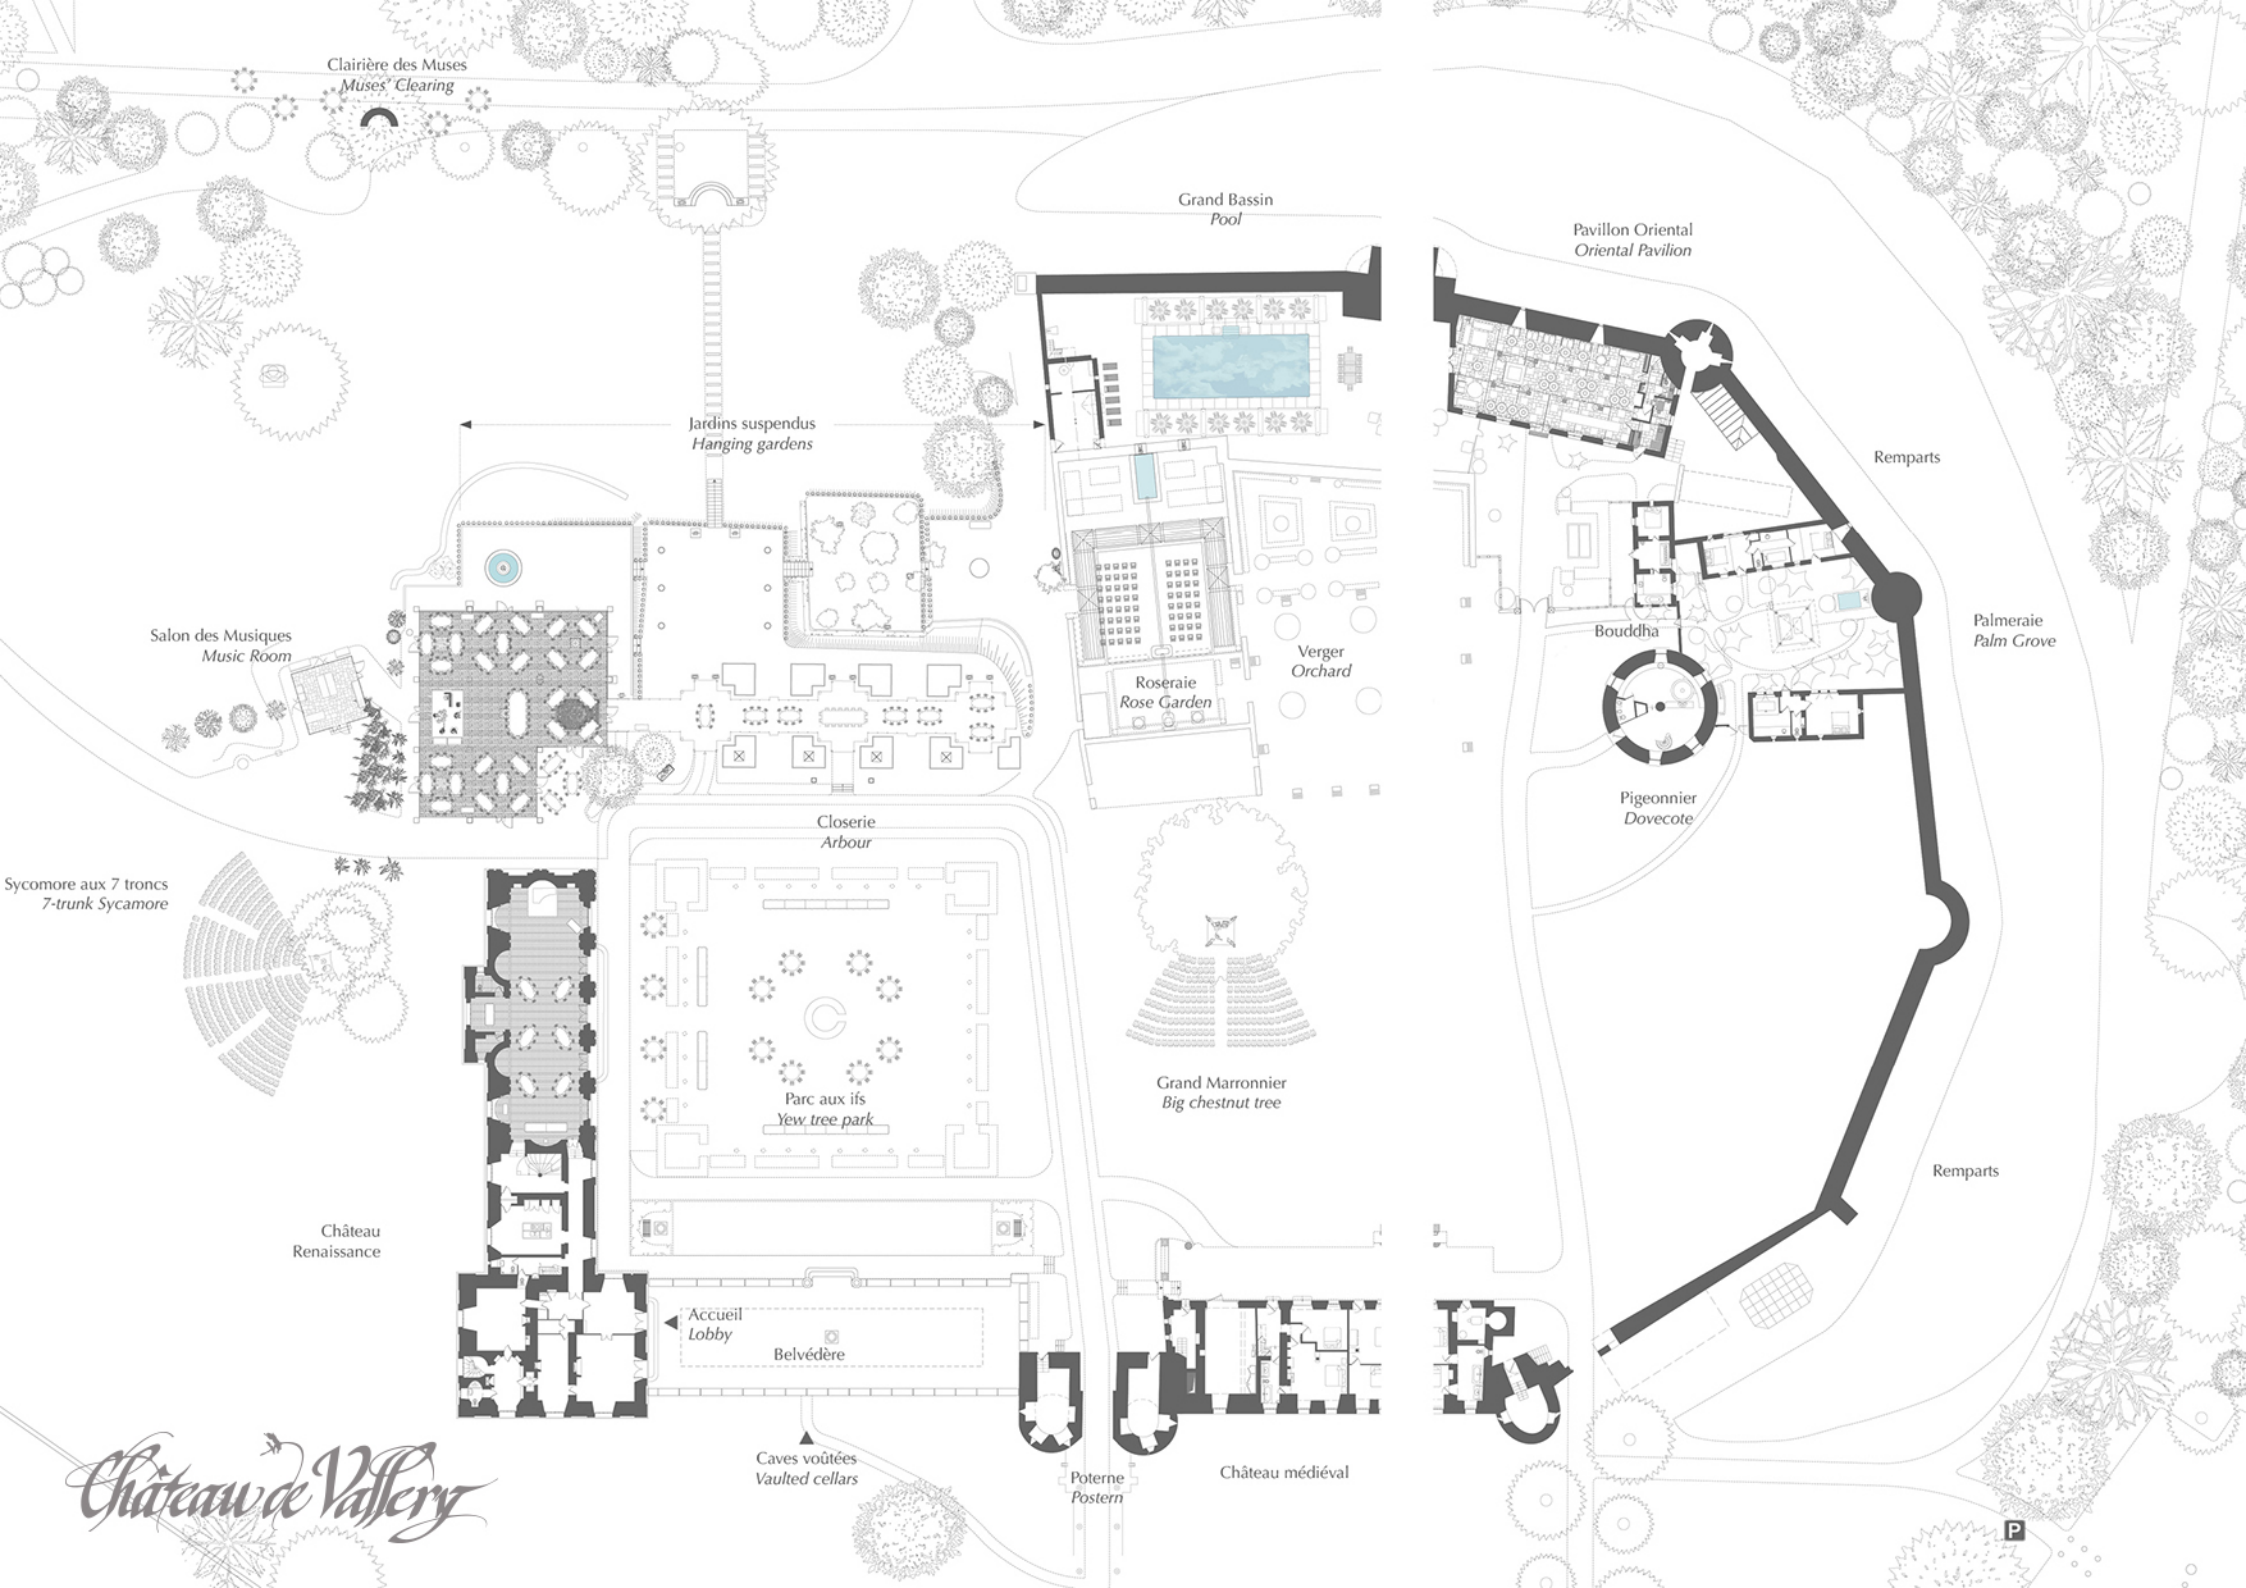 Clairière des Muses
Muses' Clearing
Grand Bassin
Pool
Pavillon Oriental
Oriental Pavilion
Jardins suspendus
Hanging gardens
Remparts
Salon des Musiques
Music Room
Bouddha
Palmeraie
Palm Grove
Verger
Orchard
Roseraie
Rose Garden
Pigeonnier
Dovecote
Closerie
Arbour
Sycomore aux 7 troncs
7-trunk Sycamore
Grand Marronnier
Big chestnut tree
Parc aux ifs
Yew tree park
Remparts
Château
Renaissance
Accueil
Lobby
Belvédère
Caves voûtées
Vaulted cellars
Poterne
Postern
Château médiéval
Château de Vallery
P